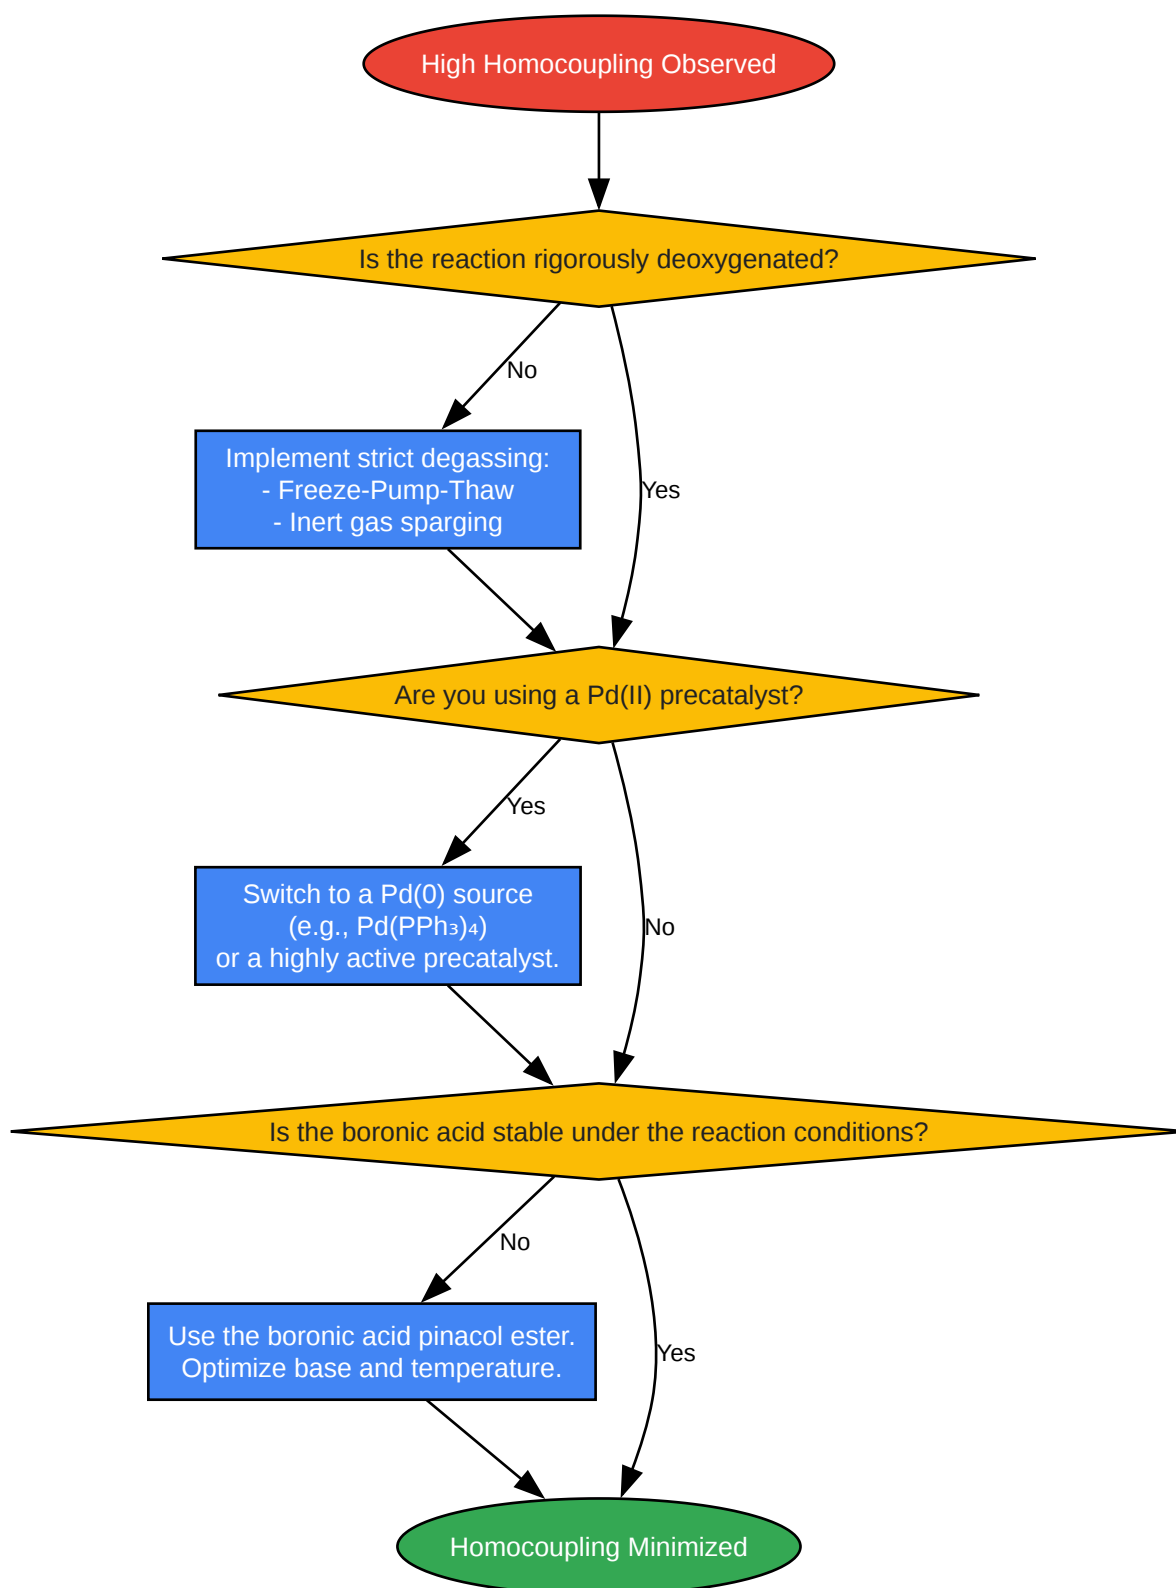 High Homocoupling Observed
Is the reaction rigorously deoxygenated?
No
Implement strict degassing:
- Freeze-Pump-Thaw
- Inert gas sparging
Yes
Are you using a Pd(II) precatalyst?
Yes
Switch to a Pd(0) source
(e.g., Pd(PPh₃)₄)
or a highly active precatalyst.
No
Is the boronic acid stable under the reaction conditions?
No
Use the boronic acid pinacol ester.
Optimize base and temperature.
Yes
Homocoupling Minimized